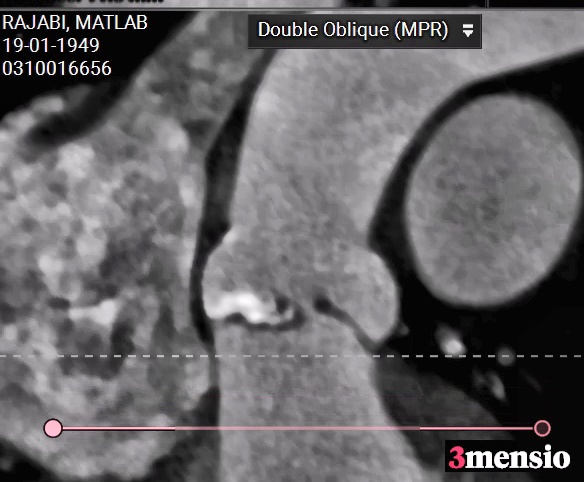 RAJABI, MATLAB
19-01-1949
0310016656
Double Oblique (MPR)
3mensio